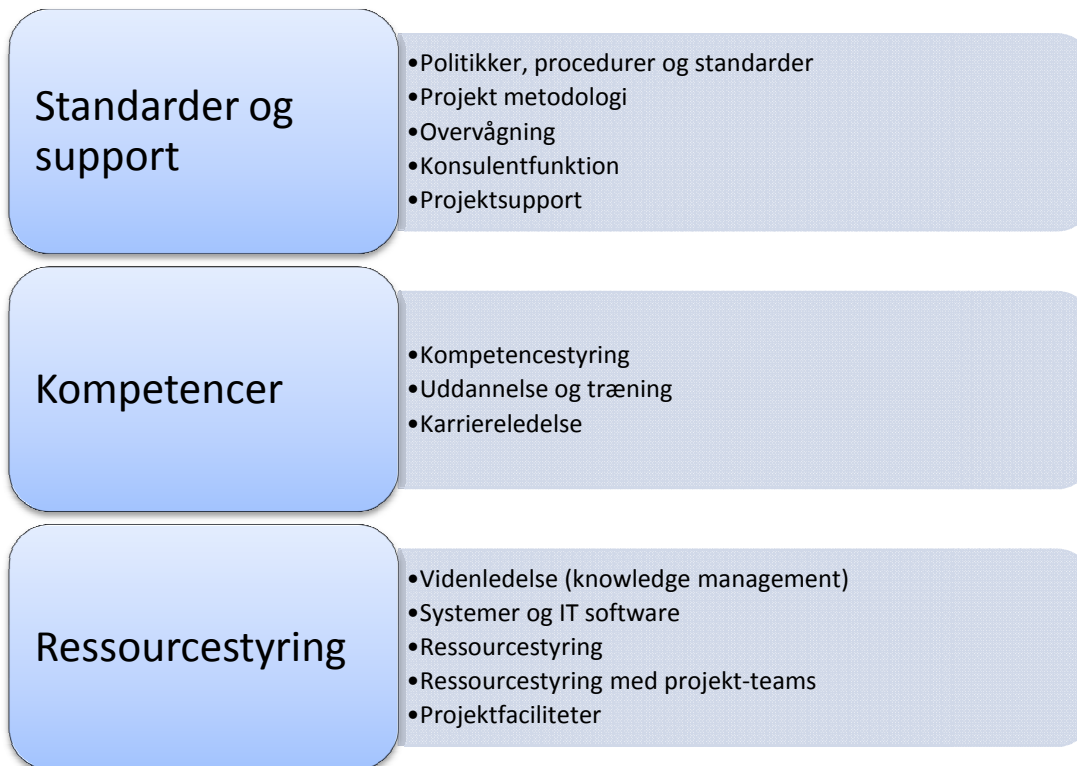 Standarder og
support
•Politikker, procedurer og standarder
•Projekt metodologi
•Overvågning
•Konsulentfunktion
•Projektsupport
Kompetencer
•Kompetencestyring
•Uddannelse og træning
•Karriereledelse
Ressourcestyring
•Videnledelse (knowledge management)
•Systemer og IT software
•Ressourcestyring
•Ressourcestyring med projekt-teams
•Projektfaciliteter